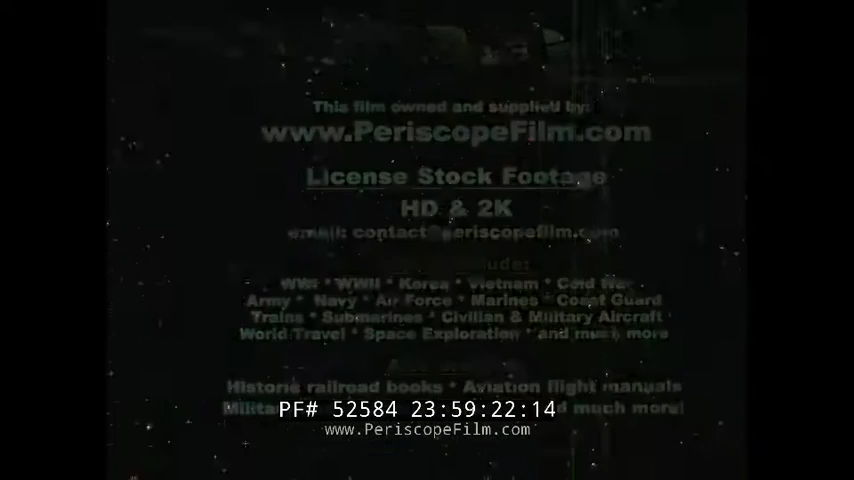 This film owned and supplied by:
www.PeriscopeFilm.com
License Stock Footage
HD & 2K
email: contact@periscopefilm.com
WWI * WWII * Korea * Vietnam * Cold War
Army * Navy * Air Force * Marines * Coast Guard
Trains * Submarines * Civilian & Military Aircraft
World Travel * Space Exploration * and much more
Historic railroad books * Aviation flight manuals
much more!
PF# 52584 23:59:22:14
www.PeriscopeFilm.com